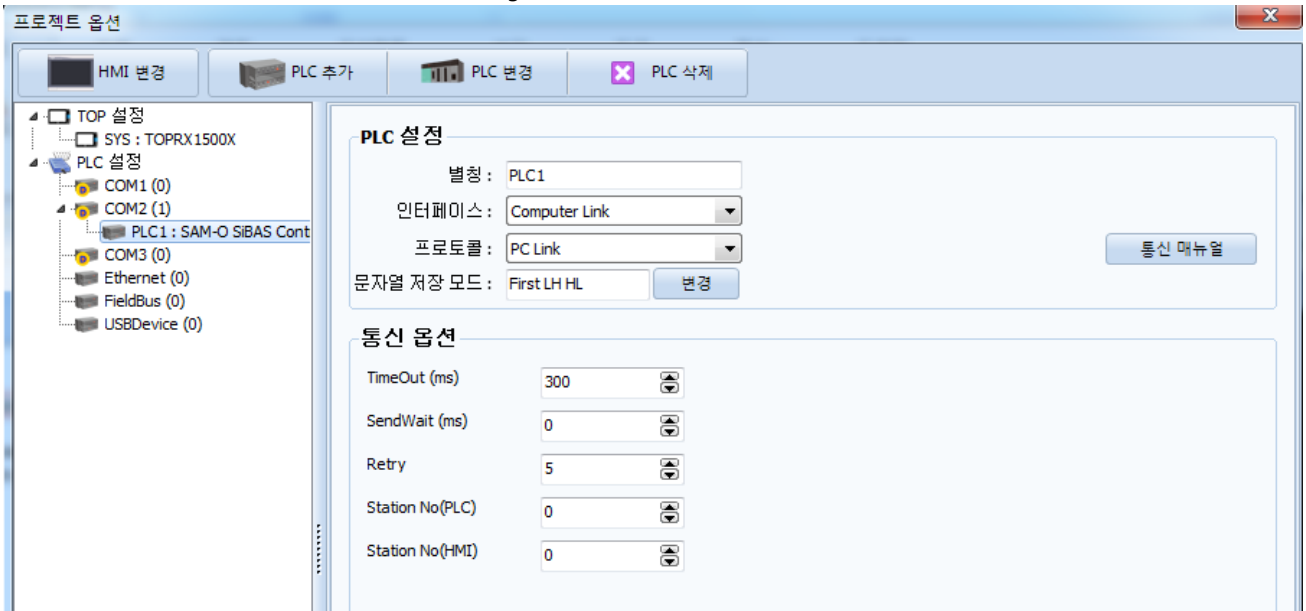 프로젝트 옵션
HMI 변경 PLC 추가 PLC 변경 PLC 삭제
TOP 설정
SYS : TOPRX1500X
PLC 설정
COM1 (0)
COM2 (1)
PLC1 : SAM-O SiBAS Cont
COM3 (0)
Ethernet (0)
FieldBus (0)
USBDevice (0)
PLC 설정
별칭 : PLC1
인터페이스 : Computer Link
프로토콜 : PC Link
통신 매뉴얼
문자열 저장 모드 : First LH HL 변경
통신 옵션
TimeOut (ms) 300
SendWait (ms) 0
Retry 5
Station No(PLC) 0
Station No(HMI) 0